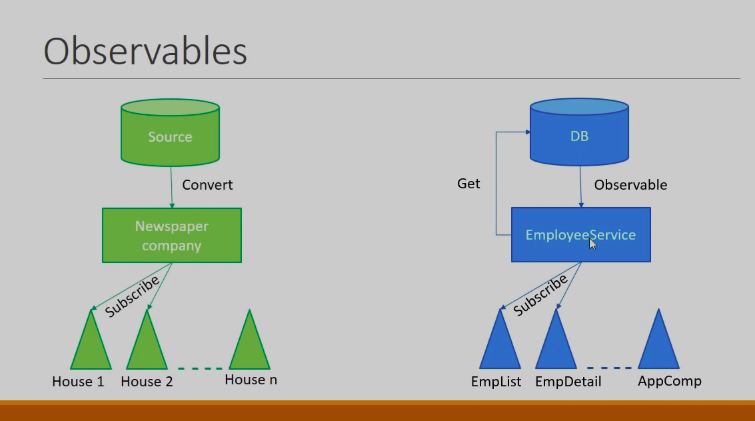 Observables
Source
Convert
Newspaper
company
Subscribe
House 1
House 2
House n
DB
Get
Observable
EmployeeService
Subscribe
EmpList
EmpDetail
AppComp